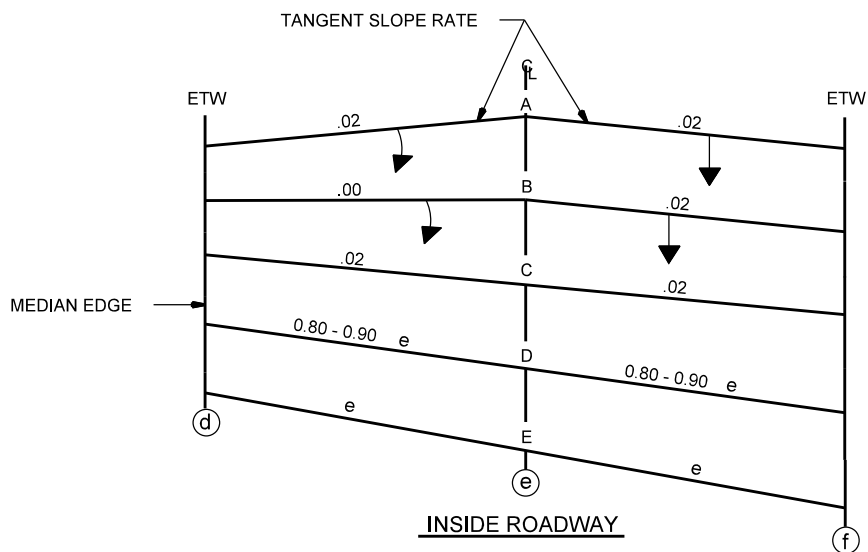 TANGENT SLOPE RATE
CL
ETW
A
ETW
.02
.02
B
.00
.02
.02
C
.02
MEDIAN EDGE
0.80 - 0.90 e
D
0.80 - 0.90 e
e
d
E
e
e
f
INSIDE ROADWAY